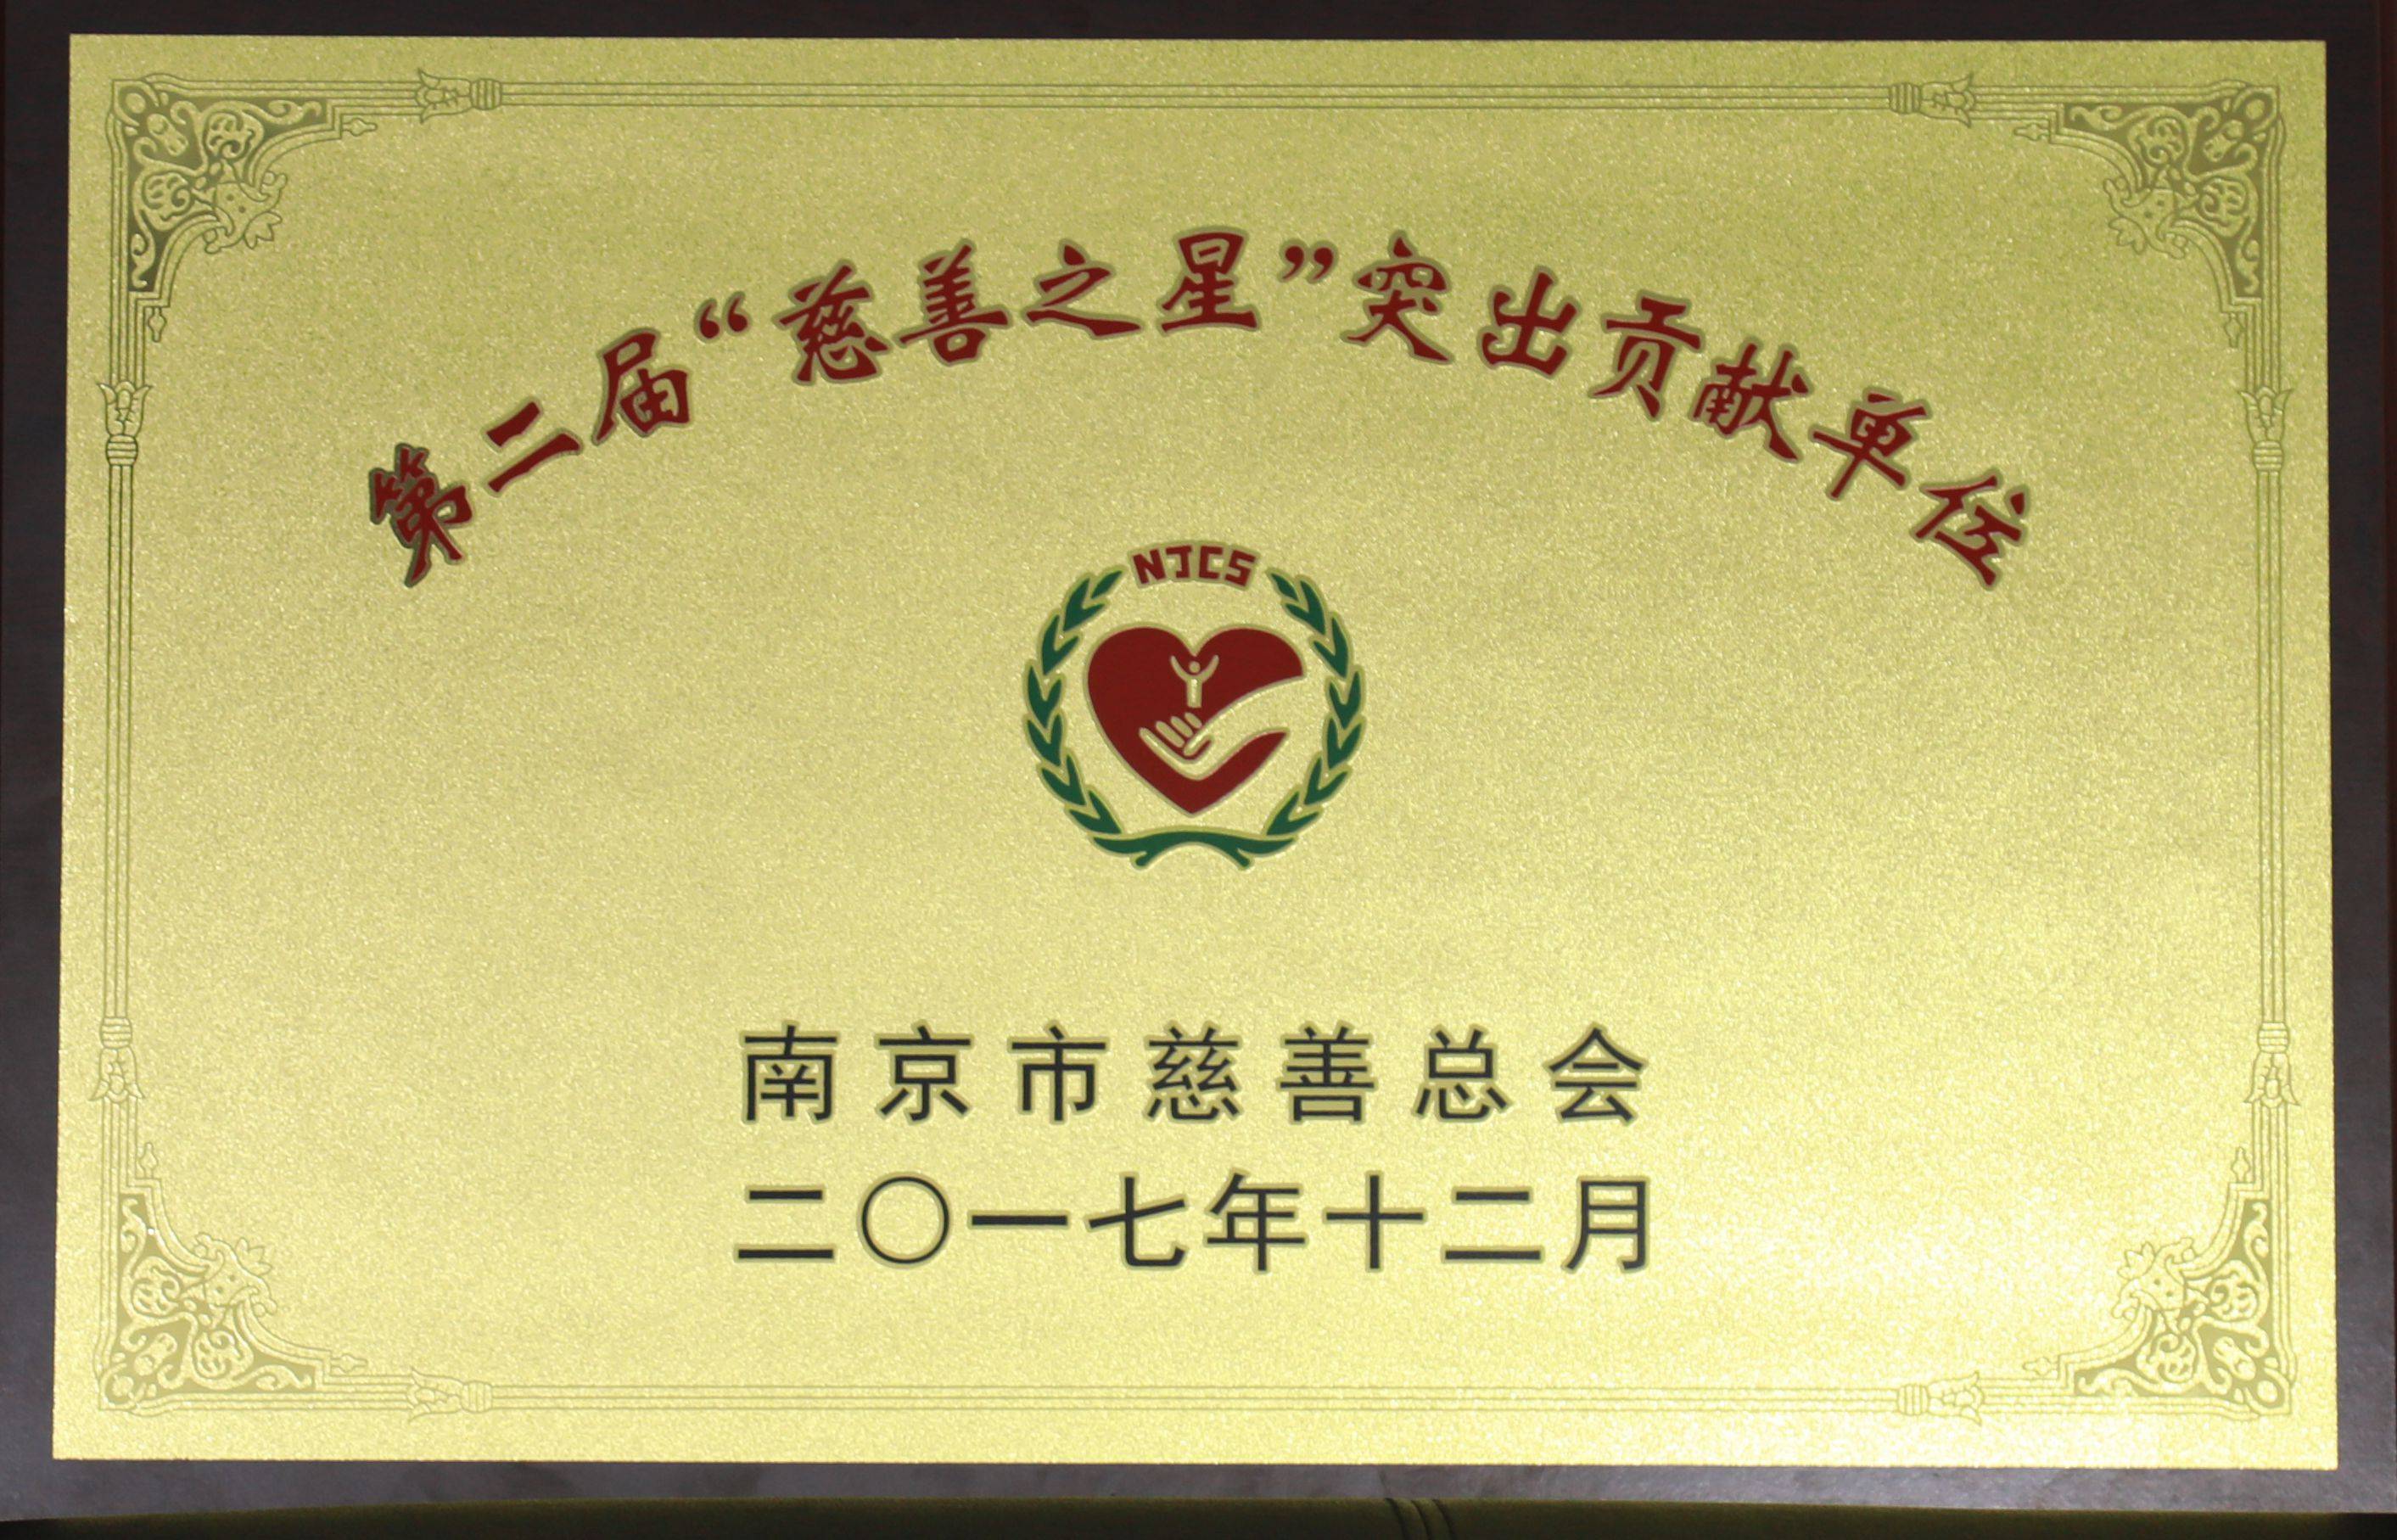 第二届“慈善之星”突出贡献单位
NJCS
南京市慈善总会
二〇一七年十二月